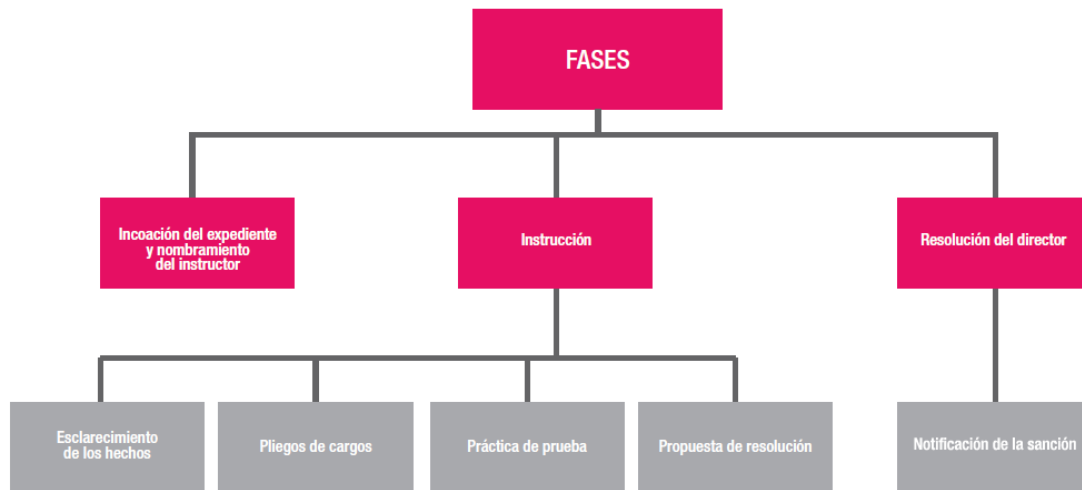 FASES
Incoación del expediente
y nombramiento
del instructor
Instrucción
Resolución del director
Esclarecimiento
de los hechos
Pliegos de cargos
Práctica de prueba
Propuesta de resolución
Notificación de la sanción